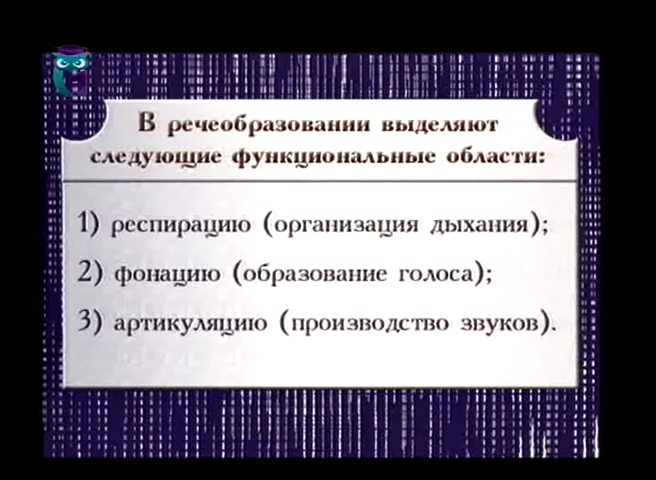 В речеобразовании выделяют
следующие функциональные области:
1) респирацию (организация дыхания);
2) фонацию (образование голоса);
3) артикуляцию (производство звуков).